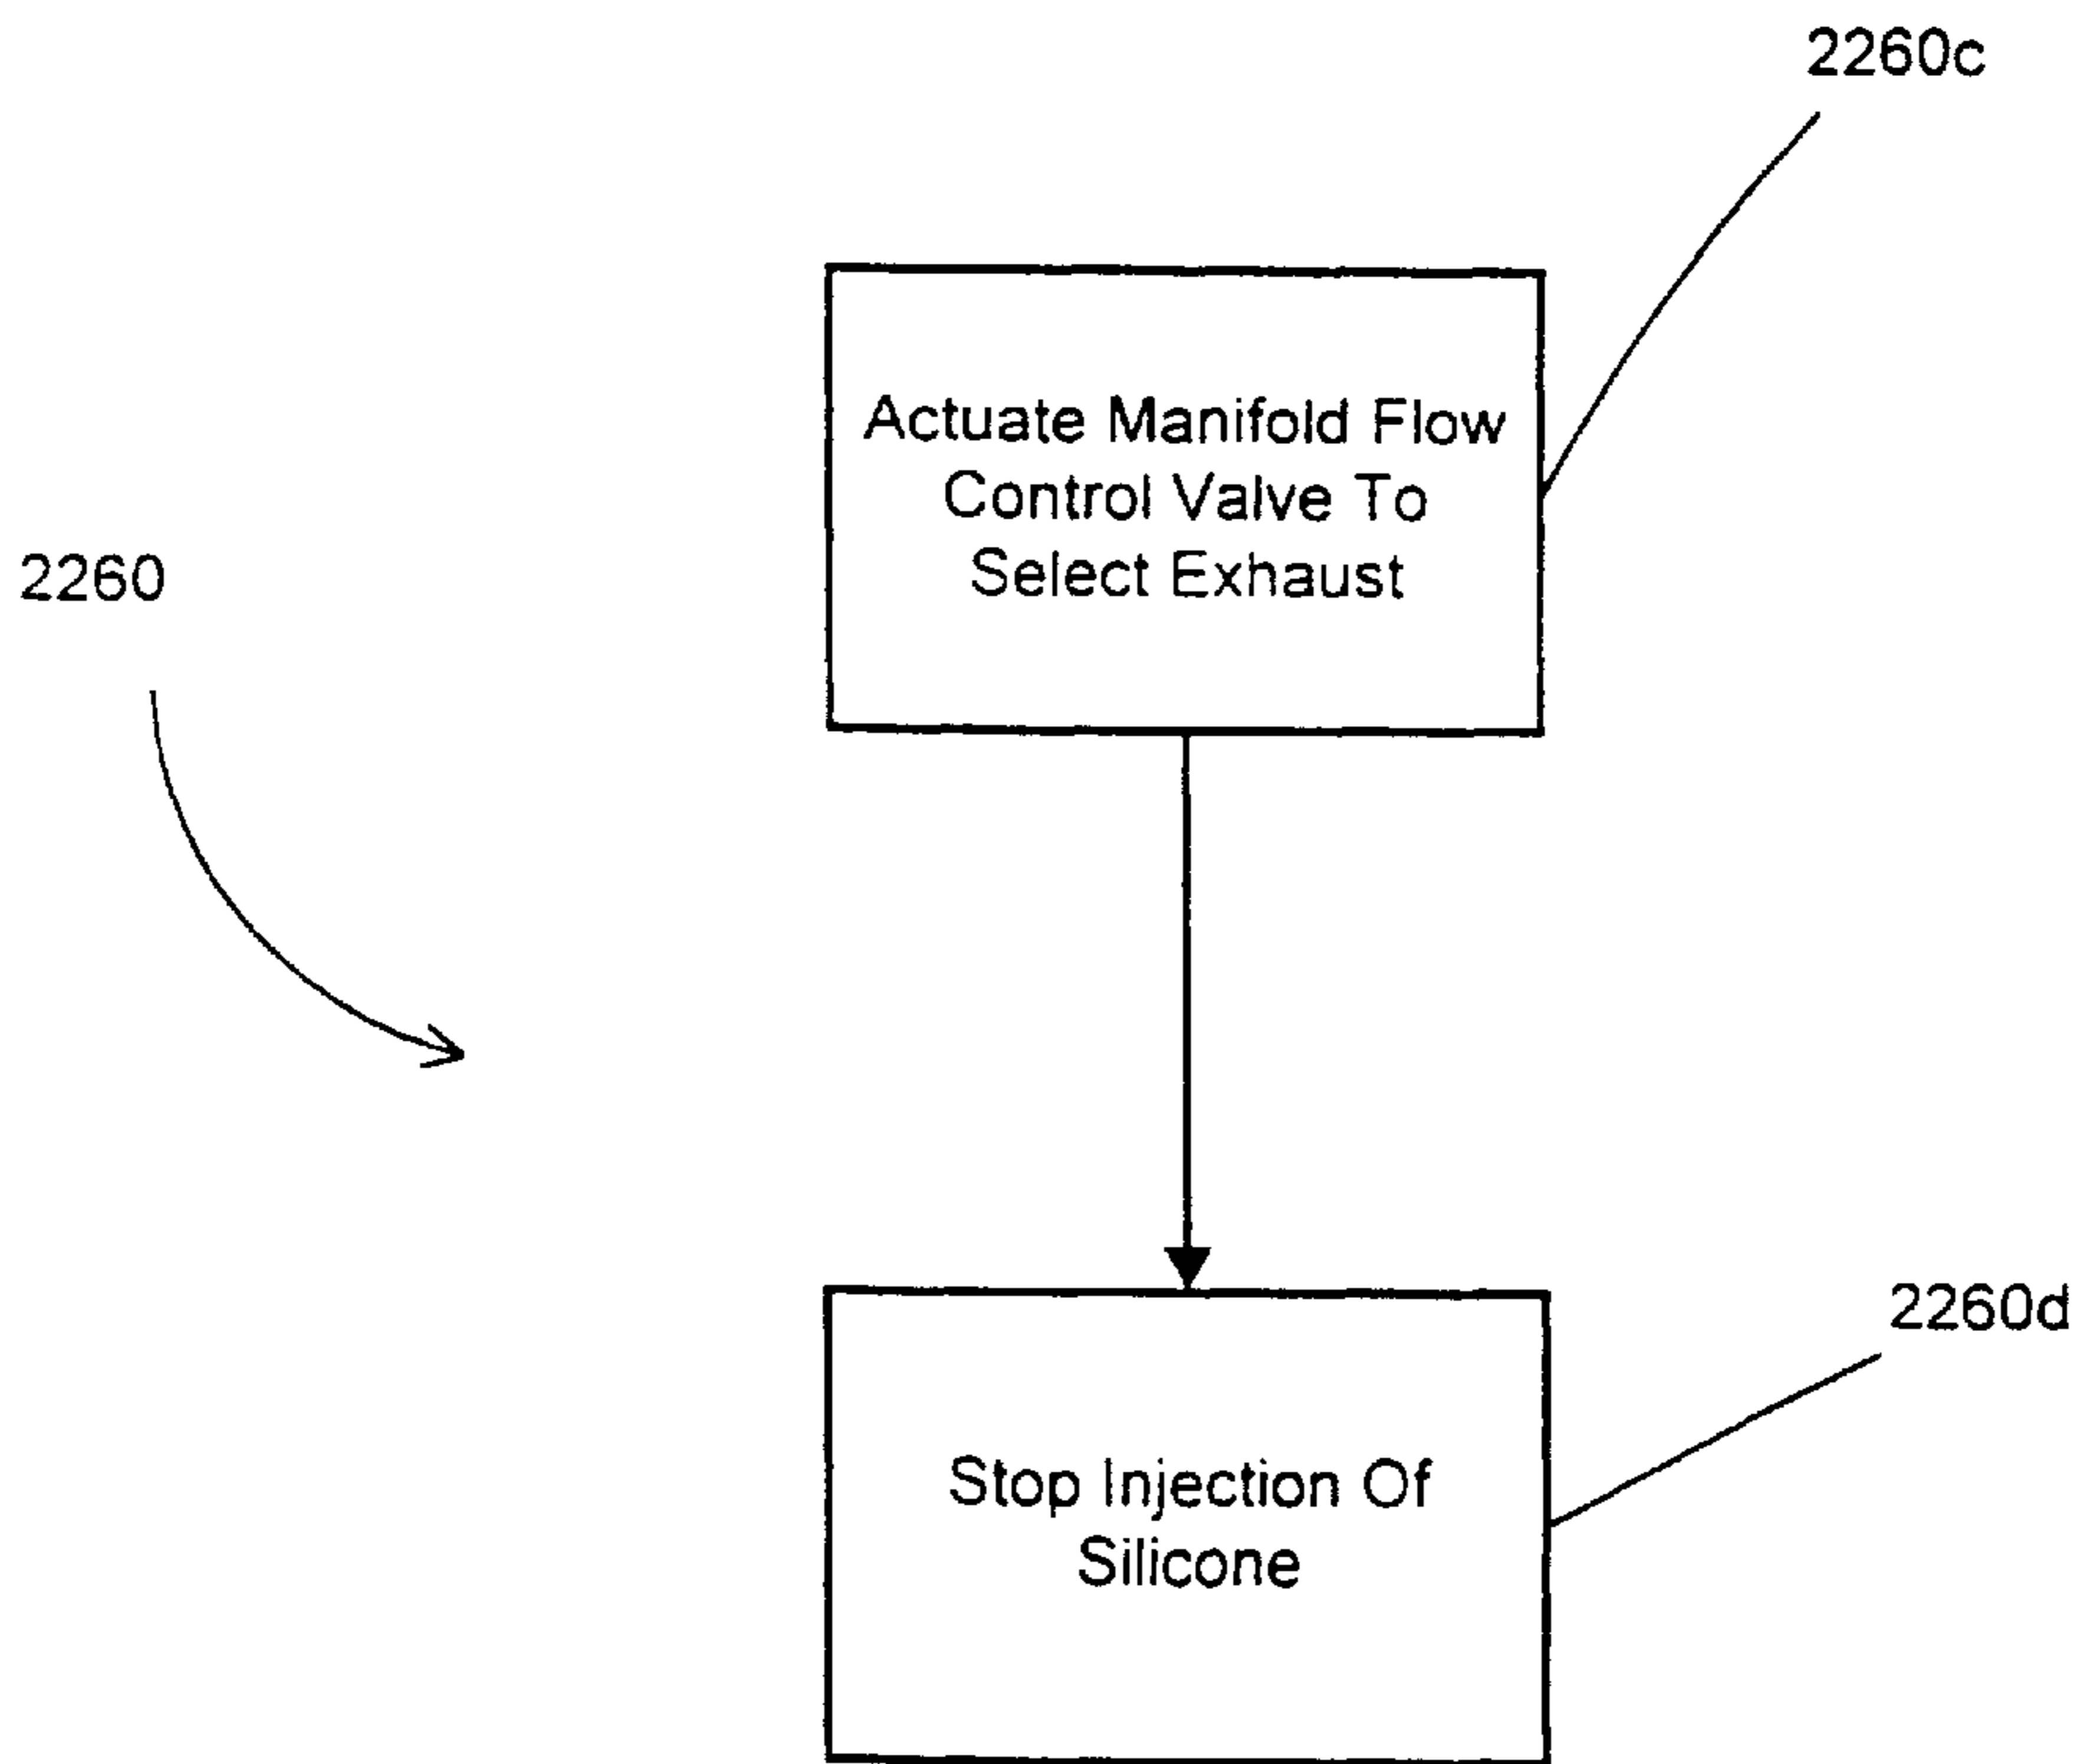 2260c
Actuate Manifold Flow
Control Valve To
Select Exhaust
2260
2260d
Stop Injection Of
Silicone